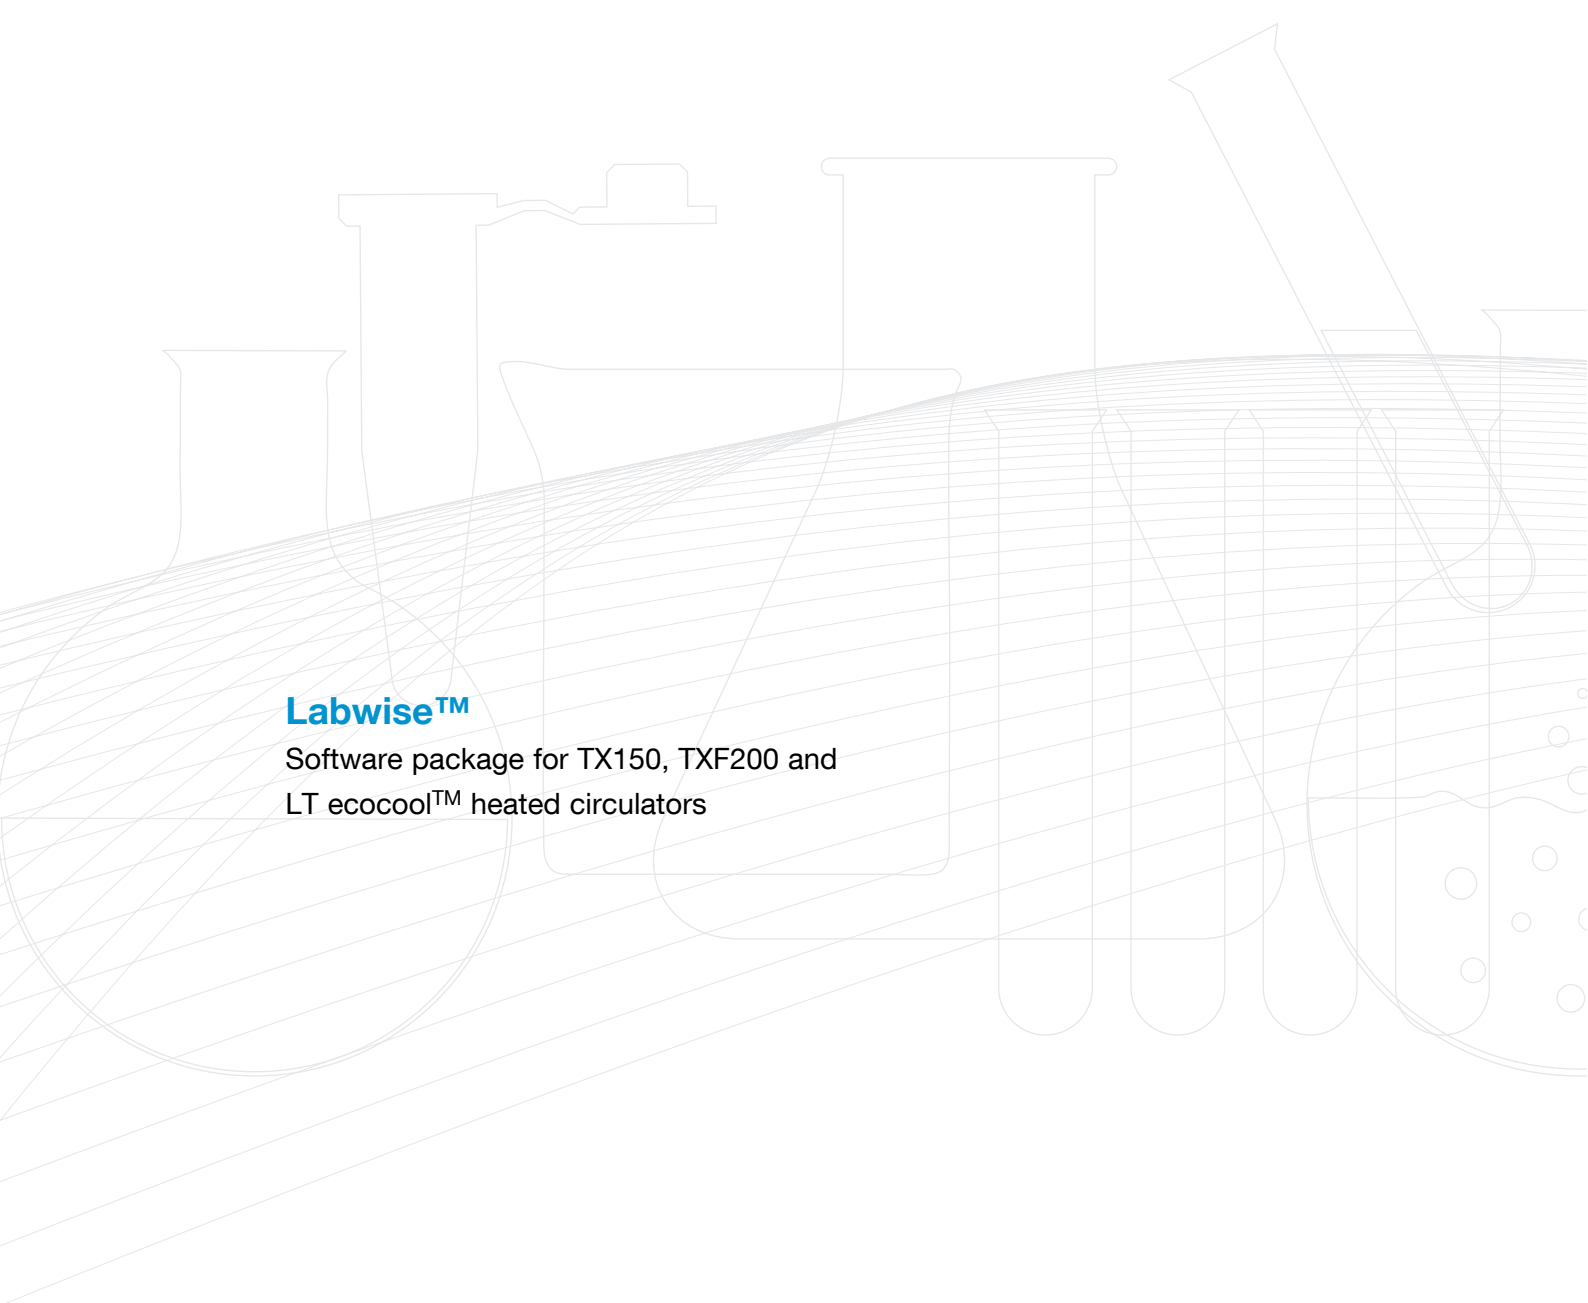 Labwise™
Software package for TX150, TXF200 and
LT ecocool™ heated circulators